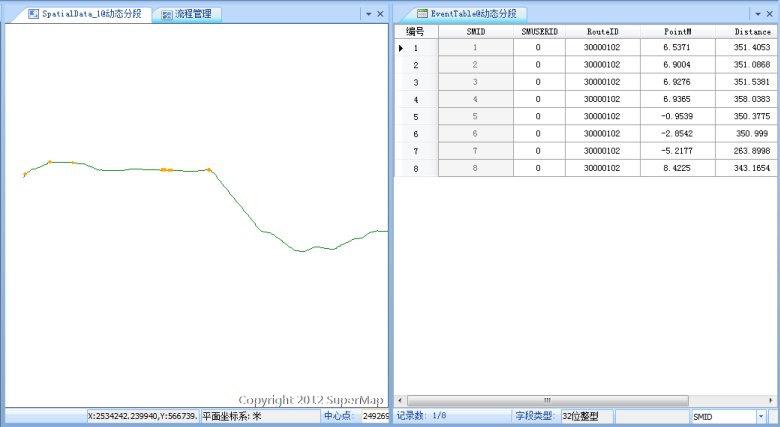 SpatialData_1@动态分段 流程管理
EventTable@动态分段
编号 SMID SMUSERID RouteID PointM Distance
1 1 0 30000102 6.5371 351.4053
2 2 0 30000102 6.9004 351.0868
3 3 0 30000102 6.9276 351.5381
4 4 0 30000102 6.9365 358.0383
5 5 0 30000102 -0.9539 350.3775
6 6 0 30000102 -2.8542 350.999
7 7 0 30000102 -5.2177 263.8998
8 8 0 30000102 8.4225 343.1654
Copyright 2012 SuperMap
X:2534242.239940,Y:566739. 平面坐标系: 米 中心点: 249269
记录数: 1/8 字段类型: 32位整型 SMID